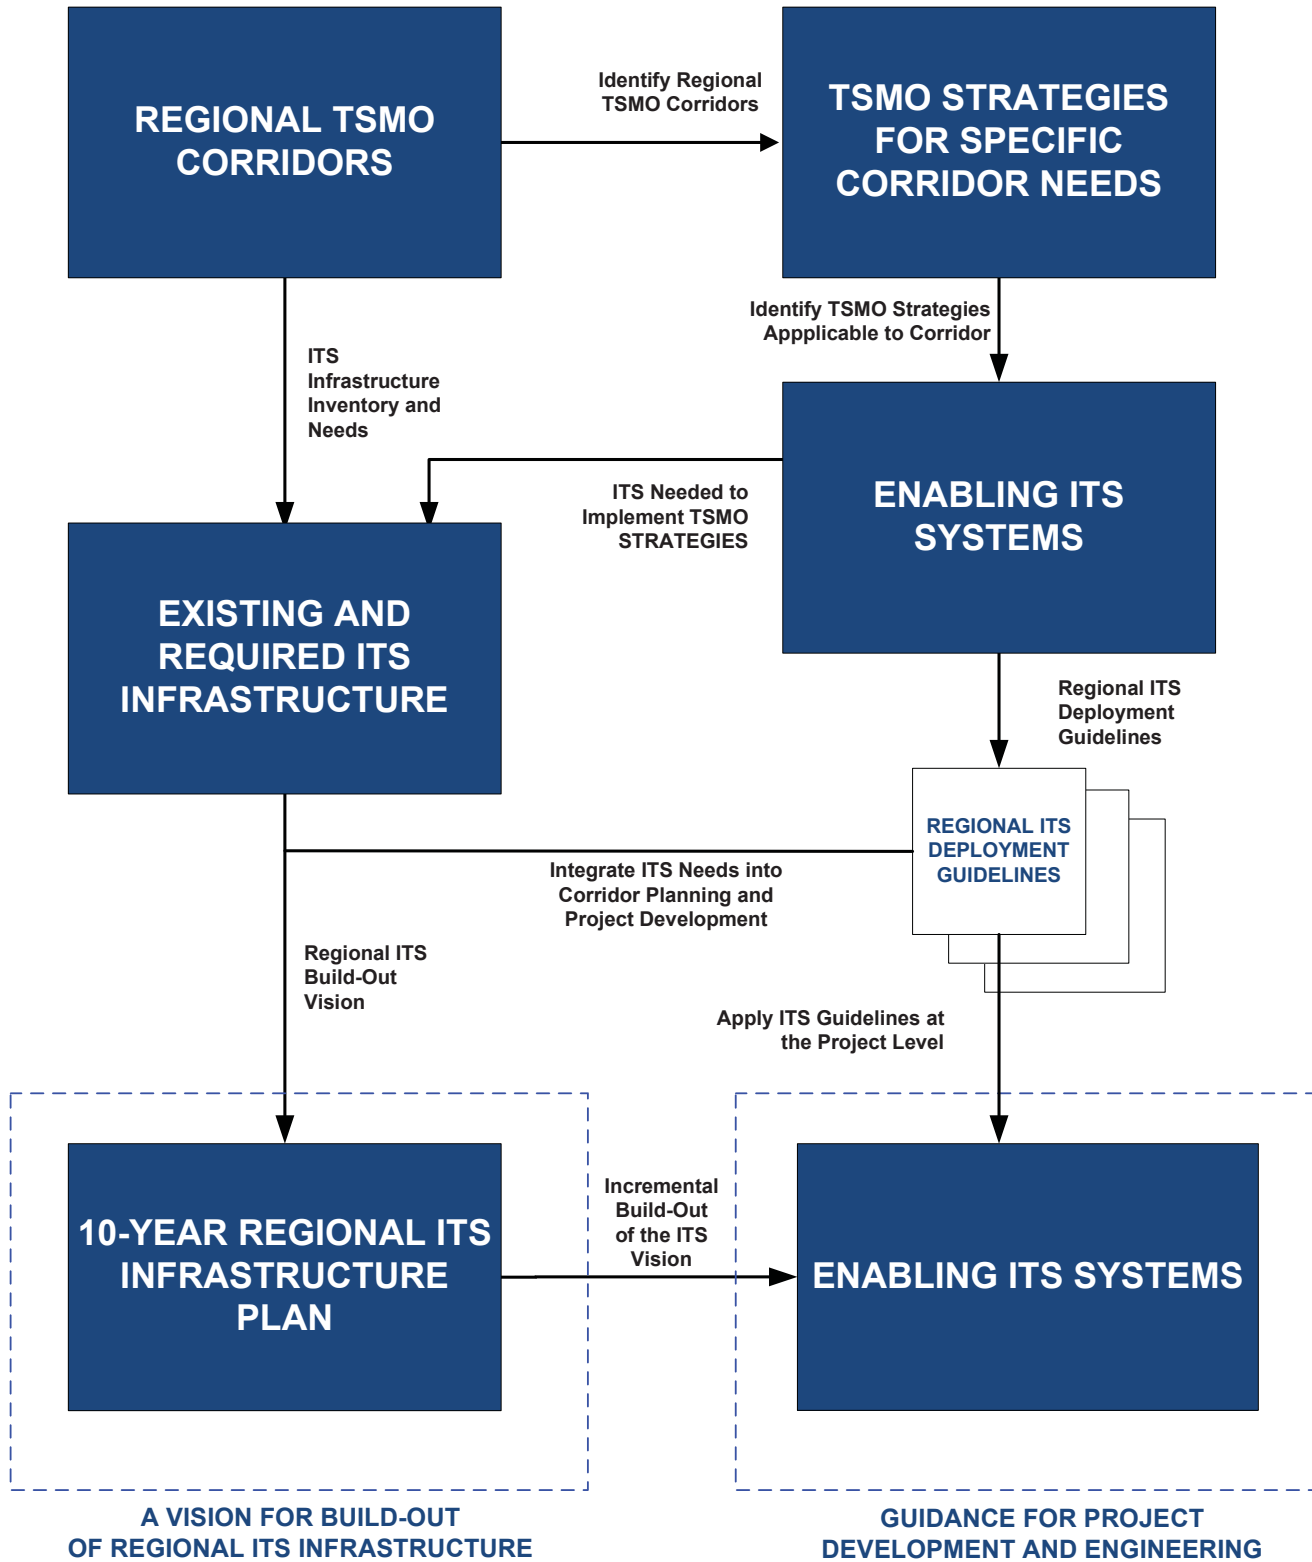 REGIONAL TSMO
CORRIDORS
Identify Regional
TSMO Corridors
TSMO STRATEGIES
FOR SPECIFIC
CORRIDOR NEEDS
ITS
Infrastructure
Inventory and
Needs
Identify TSMO Strategies
Appplicable to Corridor
ENABLING ITS
SYSTEMS
ITS Needed to
Implement TSMO
STRATEGIES
EXISTING AND
REQUIRED ITS
INFRASTRUCTURE
Regional ITS
Deployment
Guidelines
REGIONAL ITS
DEPLOYMENT
GUIDELINES
Integrate ITS Needs into
Corridor Planning and
Project Development
Regional ITS
Build-Out
Vision
Apply ITS Guidelines at
the Project Level
10-YEAR REGIONAL ITS
INFRASTRUCTURE
PLAN
Incremental
Build-Out
of the ITS
Vision
ENABLING ITS SYSTEMS
A VISION FOR BUILD-OUT
OF REGIONAL ITS INFRASTRUCTURE
GUIDANCE FOR PROJECT
DEVELOPMENT AND ENGINEERING